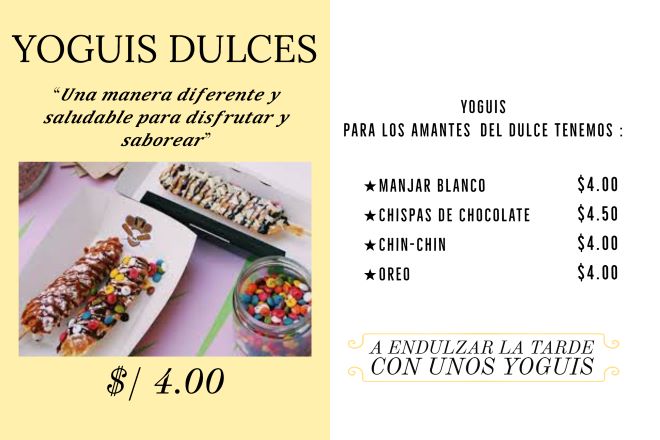 YOGUIS DULCES
“Una manera diferente y
saludable para disfrutar y
saborear”
$/ 4.00
YOGUIS
PARA LOS AMANTES DEL DULCE TENEMOS :
★MANJAR BLANCO $4.00
★CHISPAS DE CHOCOLATE $4.50
★CHIN-CHIN $4.00
★OREO $4.00
A ENDULZAR LA TARDE
CON UNOS YOGUIS